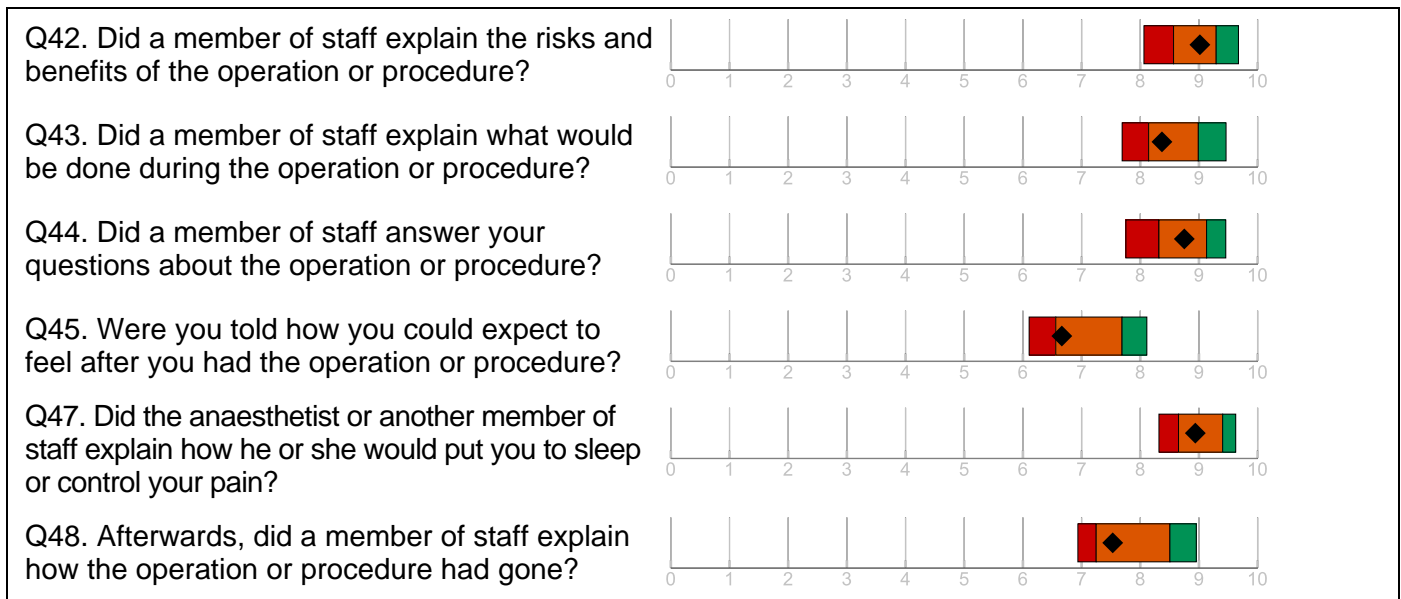 Q42. Did a member of staff explain the risks and
benefits of the operation or procedure?
0 1 2 3 4 5 6 7 8 9 10
Q43. Did a member of staff explain what would
be done during the operation or procedure?
0 1 2 3 4 5 6 7 8 9 10
Q44. Did a member of staff answer your
questions about the operation or procedure?
0 1 2 3 4 5 6 7 8 9 10
Q45. Were you told how you could expect to
feel after you had the operation or procedure?
0 1 2 3 4 5 6 7 8 9 10
Q47. Did the anaesthetist or another member of
staff explain how he or she would put you to sleep
or control your pain?
0 1 2 3 4 5 6 7 8 9 10
Q48. Afterwards, did a member of staff explain
how the operation or procedure had gone?
0 1 2 3 4 5 6 7 8 9 10